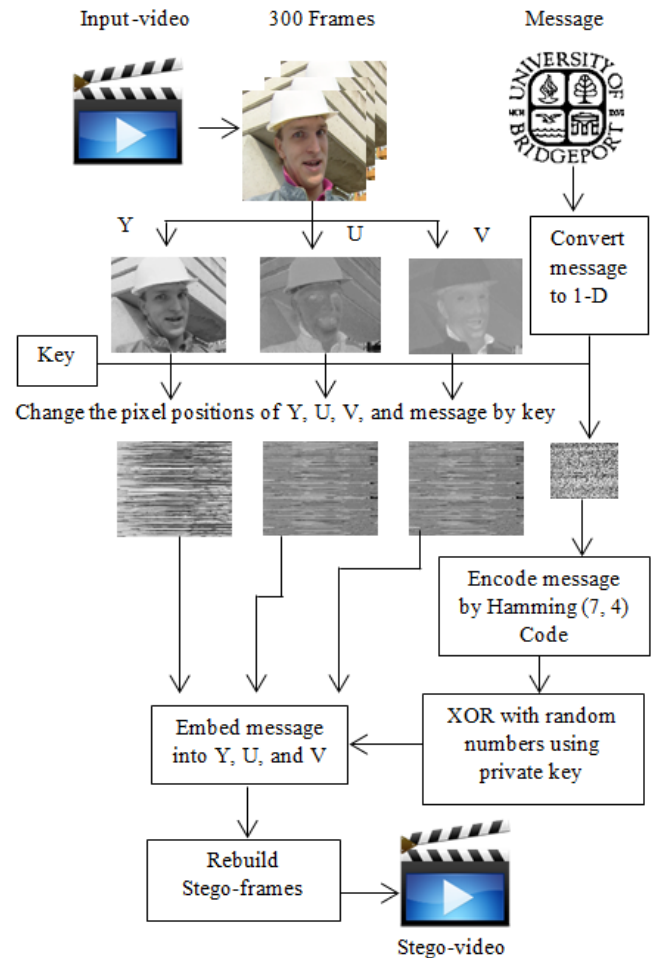 Input-video
300 Frames
Message
UNIVERSITY OF
BRIDGEPORT
Y
U
V
Convert
message
to 1-D
Key
Change the pixel positions of Y, U, V, and message by key
Encode message
by Hamming (7, 4)
Code
Embed message
into Y, U, and V
XOR with random
numbers using
private key
Rebuild
Stego-frames
Stego-video